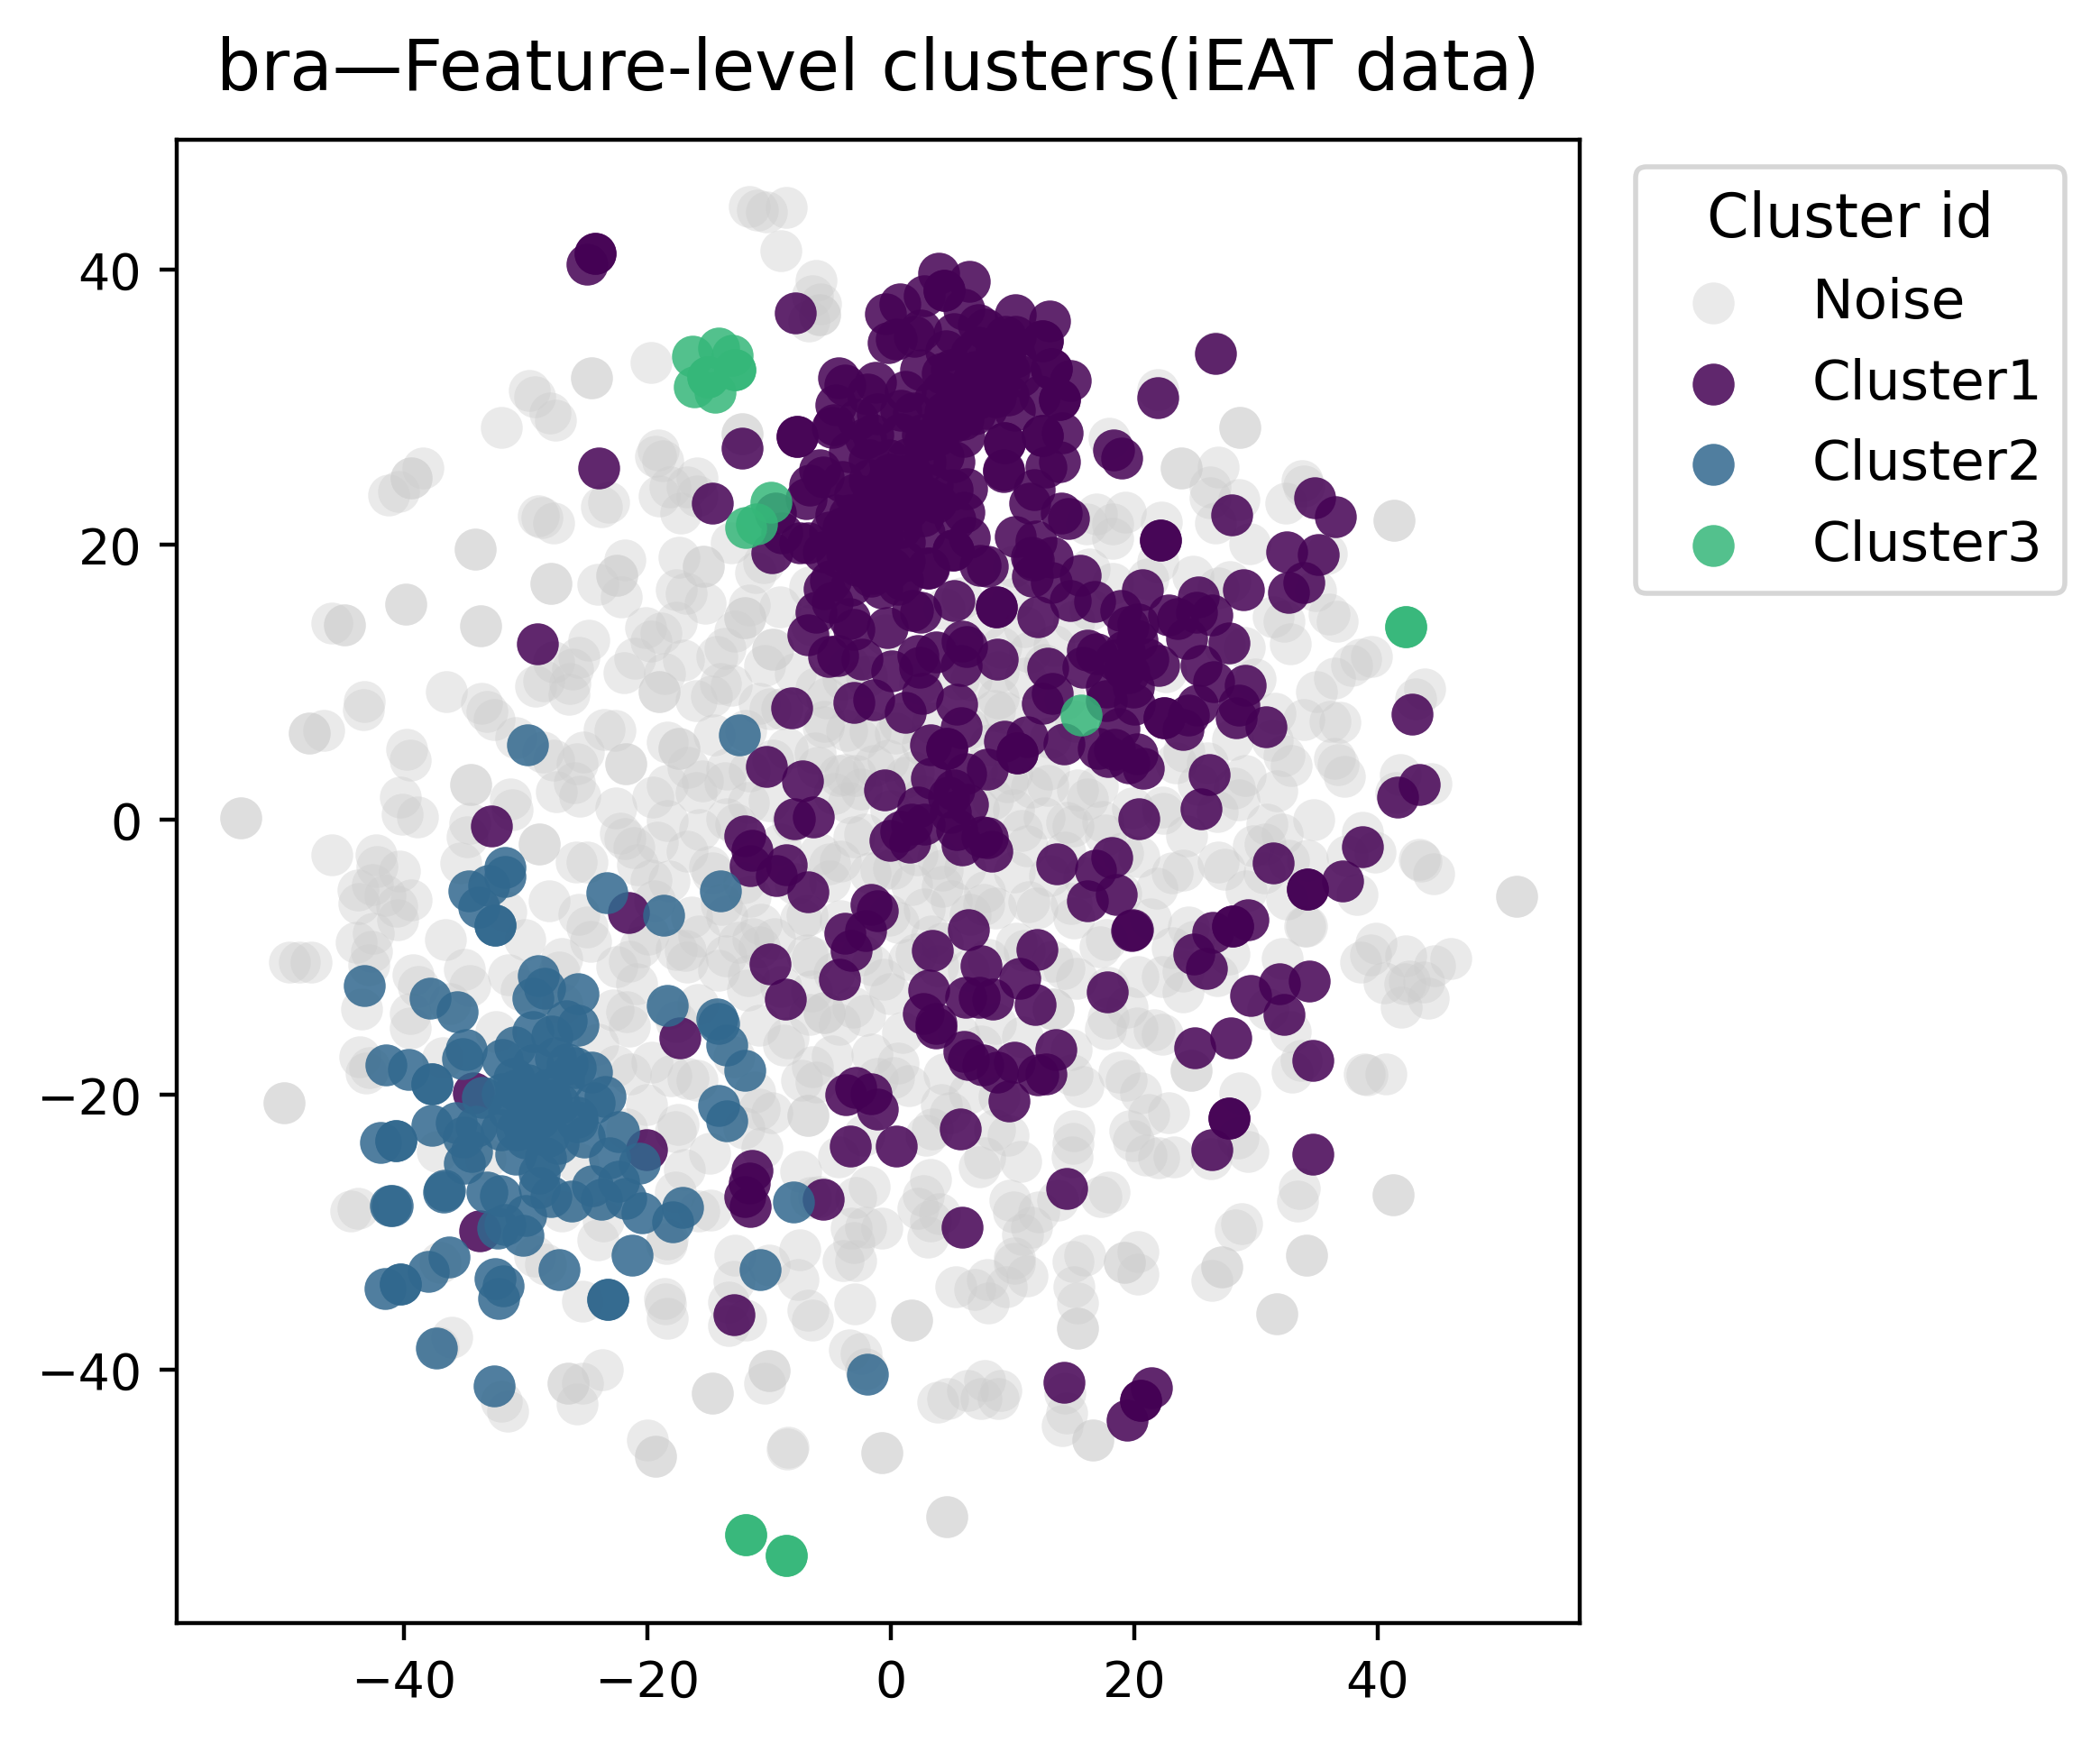 bra—Feature-level clusters(iEAT data)
Cluster id
Noise
Cluster1
Cluster2
Cluster3
40
20
0
−20
−40
−40 −20 0 20 40